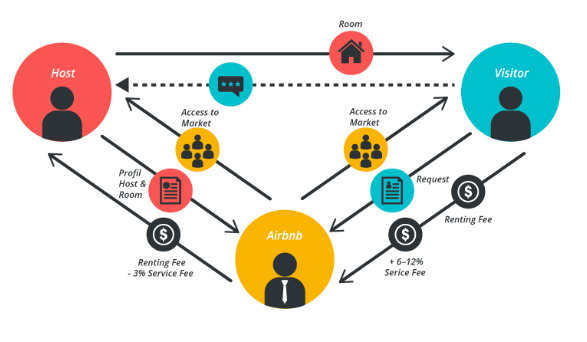 Room
Host
Visitor
Access to
Market
Access to
Market
Profil
Host &
Room
Request
Renting Fee
Airbnb
Renting Fee
- 3% Service Fee
+ 6–12%
Serice Fee